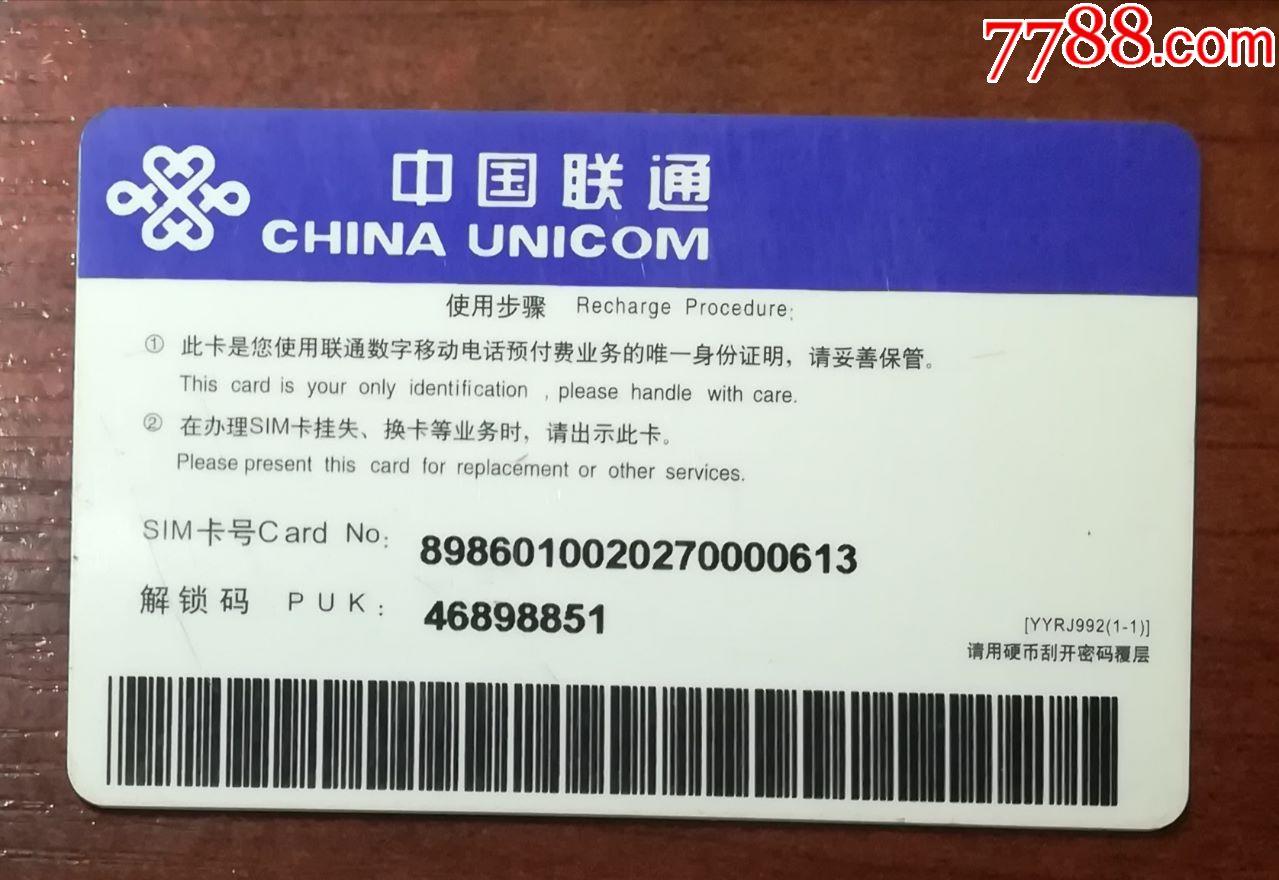 7788.com
中国联通
CHINA UNICOM
使用步骤 Recharge Procedure:
① 此卡是您使用联通数字移动电话预付费业务的唯一身份证明，请妥善保管。
This card is your only identification , please handle with care.
② 在办理SIM卡挂失、换卡等业务时，请出示此卡。
Please present this card for replacement or other services.
SIM卡号Card No: 8986010020270000613
解锁码 PUK: 46898851
[YYRJ992(1-1)]
请用硬币刮开密码覆层